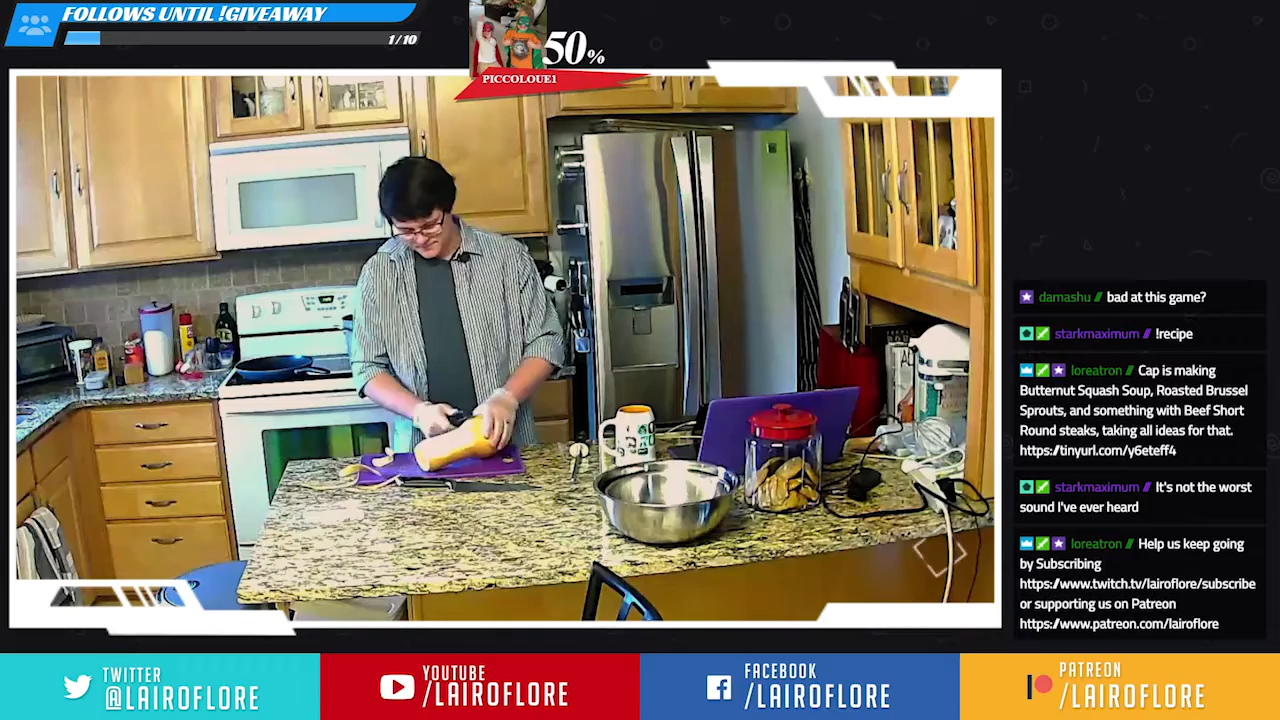 FOLLOWS UNTIL !GIVEAWAY
1/10
50%
PICCOLOUE1
damashu // bad at this game?
starkmaximum // !recipe
loreatron // Cap is making
Butternut Squash Soup, Roasted Brussel
Sprouts, and something with Beef Short
Round steaks, taking all ideas for that.
https://tinyurl.com/y6eteff4
starkmaximum // It's not the worst
sound I've ever heard
loreatron // Help us keep going
by Subscribing
https://www.twitch.tv/lairoflore/subscribe
or supporting us on Patreon
https://www.patreon.com/lairoflore
TWITTER
@LAIROFLORE
YOUTUBE
/LAIROFLORE
FACEBOOK
/LAIROFLORE
PATREON
/LAIROFLORE